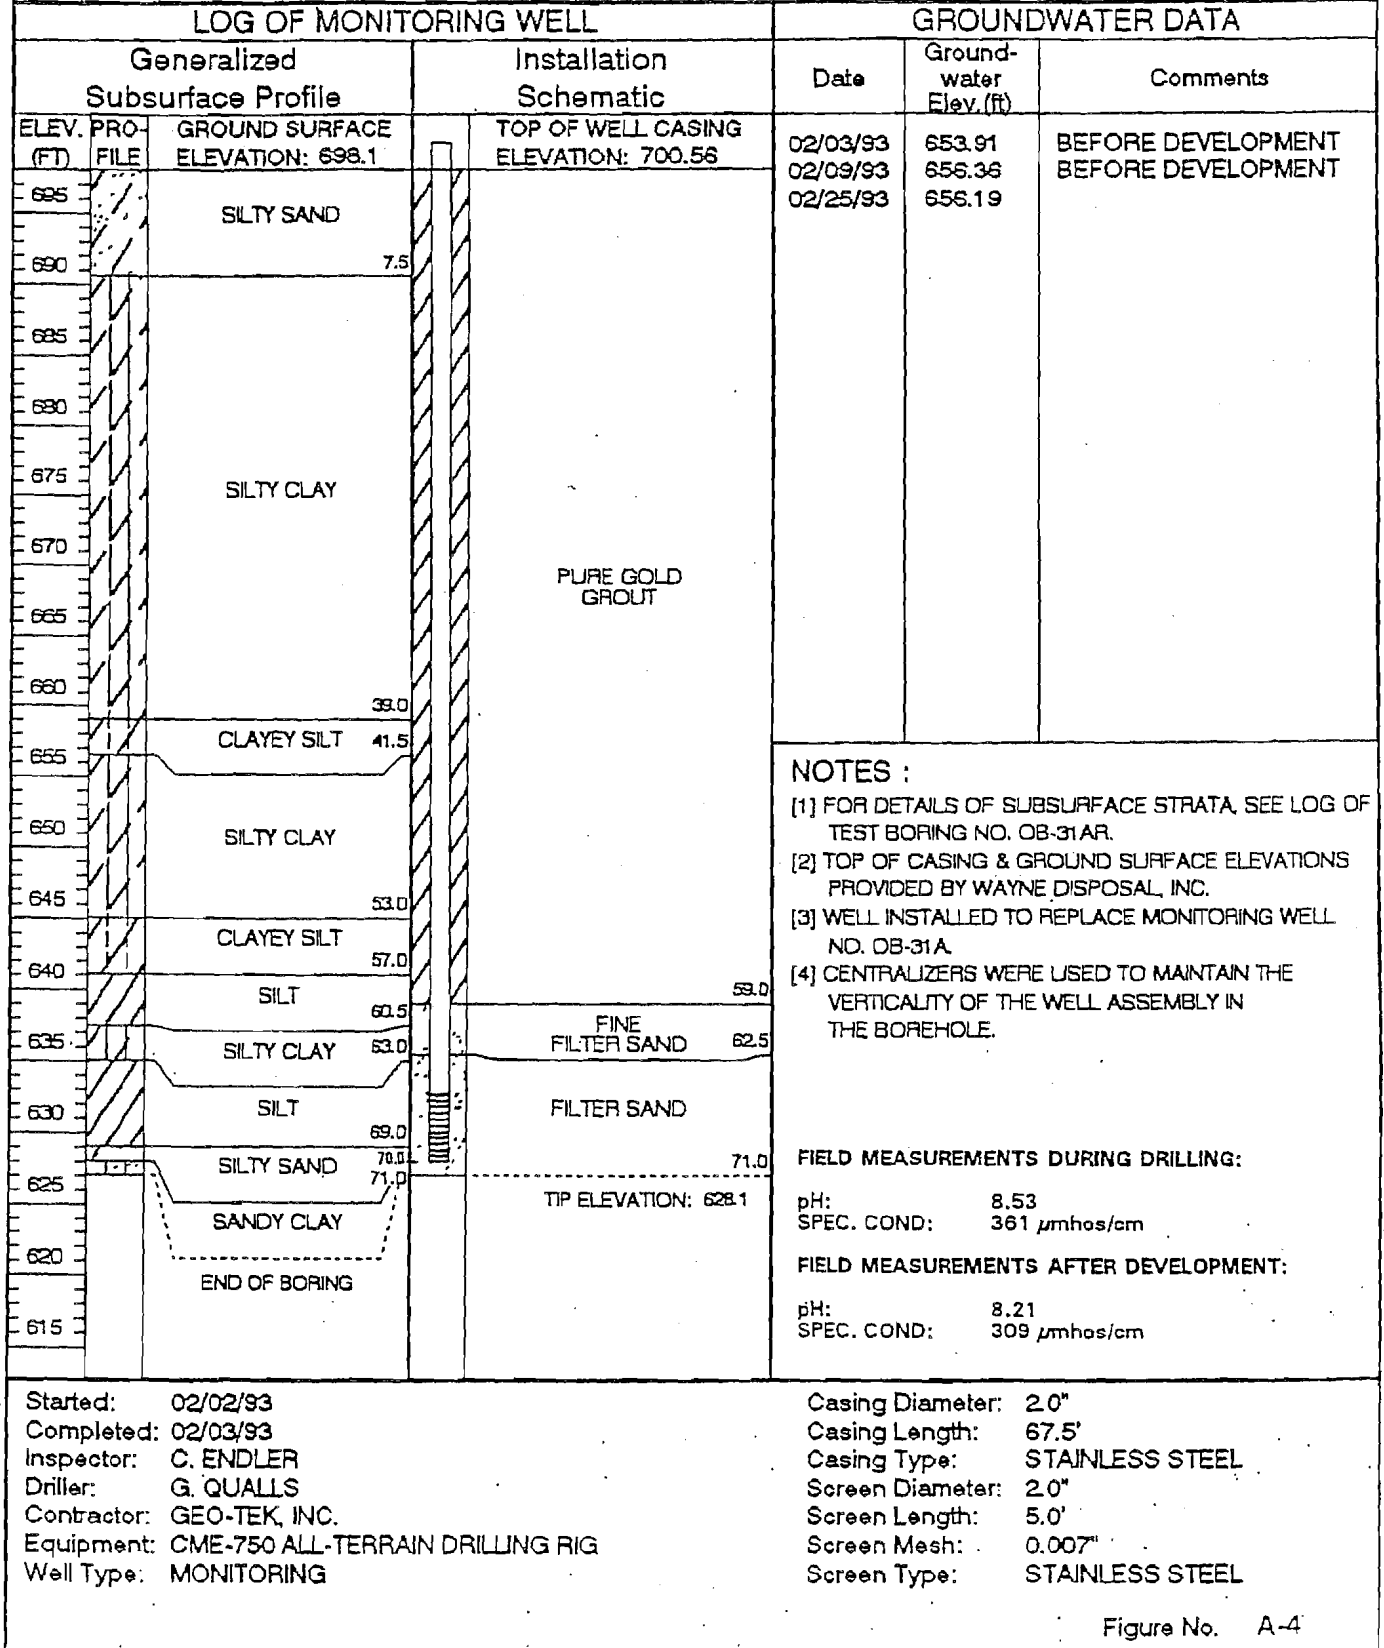 LOG OF MONITORING WELL
GROUNDWATER DATA
Generalized
Subsurface Profile
Installation
Schematic
Date
Ground-
water
Elev.(ft)
Comments
ELEV.
(FT)
PRO-
FILE
GROUND SURFACE
ELEVATION: 698.1
TOP OF WELL CASING
ELEVATION: 700.56
02/03/93 653.91 BEFORE DEVELOPMENT
02/09/93 656.36 BEFORE DEVELOPMENT
02/25/93 656.19
695
690
685
680
675
670
665
660
655
650
645
640
635
630
625
620
615
SILTY SAND
7.5
SILTY CLAY
39.0
CLAYEY SILT 41.5
SILTY CLAY
53.0
CLAYEY SILT
57.0
SILT
60.5
SILTY CLAY 63.0
SILT
69.0
SILTY SAND 70.0
71.0
SANDY CLAY
END OF BORING
PURE GOLD
GROUT
59.0
FINE
FILTER SAND 62.5
FILTER SAND
71.0
TIP ELEVATION: 628.1
NOTES :
[1] FOR DETAILS OF SUBSURFACE STRATA, SEE LOG OF
TEST BORING NO. OB-31AR.
[2] TOP OF CASING & GROUND SURFACE ELEVATIONS
PROVIDED BY WAYNE DISPOSAL, INC.
[3] WELL INSTALLED TO REPLACE MONITORING WELL
NO. OB-31A.
[4] CENTRALIZERS WERE USED TO MAINTAIN THE
VERTICALITY OF THE WELL ASSEMBLY IN
THE BOREHOLE.
FIELD MEASUREMENTS DURING DRILLING:
pH: 8.53
SPEC. COND: 361 µmhos/cm
FIELD MEASUREMENTS AFTER DEVELOPMENT:
pH: 8.21
SPEC. COND: 309 µmhos/cm
Started: 02/02/93
Completed: 02/03/93
Inspector: C. ENDLER
Driller: G. QUALLS
Contractor: GEO-TEK, INC.
Equipment: CME-750 ALL-TERRAIN DRILLING RIG
Well Type: MONITORING
Casing Diameter: 2.0"
Casing Length: 67.5'
Casing Type: STAINLESS STEEL
Screen Diameter: 2.0"
Screen Length: 5.0'
Screen Mesh: 0.007"
Screen Type: STAINLESS STEEL
Figure No. A-4